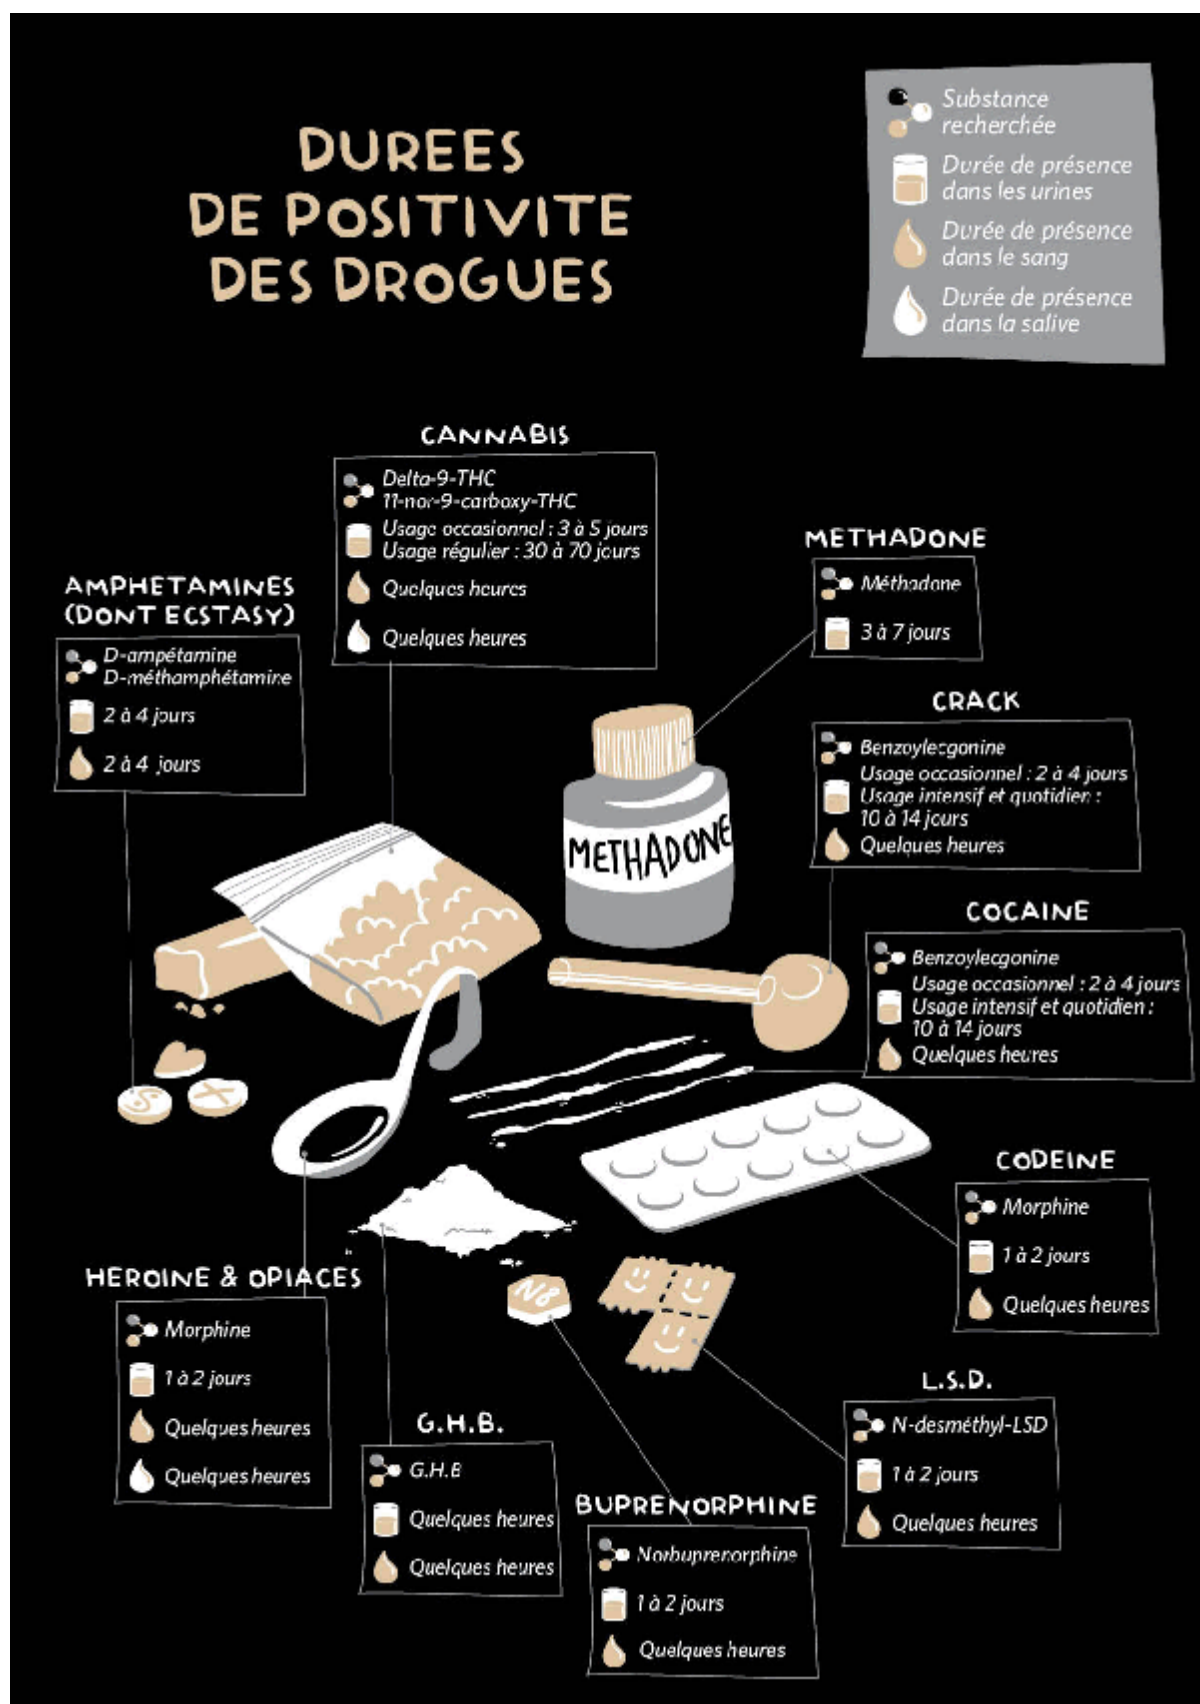 DUREES
DE POSITIVITE
DES DROGUES
Substance
recherchée
Durée de présence
dans les urines
Durée de présence
dans le sang
Durée de présence
dans la salive
CANNABIS
Delta-9-THC
11-nor-9-carboxy-THC
Usage occasionnel : 3 à 5 jours
Usage régulier : 30 à 70 jours
Quelques heures
Quelques heures
METHADONE
Méthadone
3 à 7 jours
AMPHETAMINES
(DONT ECSTASY)
D-ampétamine
D-méthamphétamine
2 à 4 jours
2 à 4 jours
CRACK
Benzoylecgonine
Usage occasionnel : 2 à 4 jours
Usage intensif et quotidien :
10 à 14 jours
Quelques heures
METHADONE
COCAINE
Benzoylecgonine
Usage occasionnel : 2 à 4 jours
Usage intensif et quotidien :
10 à 14 jours
Quelques heures
S
X
CODEINE
Morphine
1 à 2 jours
Quelques heures
HEROINE & OPIACES
Morphine
1 à 2 jours
Quelques heures
Quelques heures
N8
L.S.D.
N-desméthyl-LSD
1 à 2 jours
Quelques heures
G.H.B.
G.H.B
Quelques heures
Quelques heures
BUPRENORPHINE
Norbuprenorphine
1 à 2 jours
Quelques heures